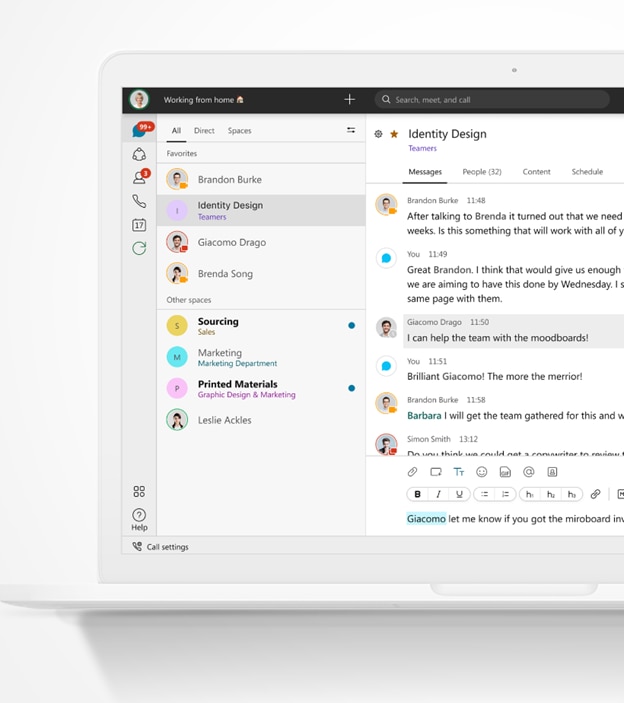 Working from home
Search, meet, and call
99+
3
17
Help
Call settings
All Direct Spaces
Favorites
Brandon Burke
I Identity Design
Teamers
Giacomo Drago
Brenda Song
Other spaces
S Sourcing
Sales
M Marketing
Marketing Department
P Printed Materials
Graphic Design & Marketing
Leslie Ackles
Identity Design
Teamers
Messages People (32) Content Schedule
Brandon Burke 11:48
After talking to Brenda it turned out that we need
weeks. Is this something that will work with all of y
You 11:49
Great Brandon. I think that would give us enough
we are aiming to have this done by Wednesday. I s
same page with them.
Giacomo Drago 11:50
I can help the team with the moodboards!
You 11:51
Brilliant Giacomo! The more the merrior!
Brandon Burke 11:58
Barbara I will get the team gathered for this and w
Simon Smith 13:12
Do you think we could get a copywriter to review t
Tт GIF @
B I U h₁ h₂ h₃ M
Giacomo let me know if you got the miroboard inv